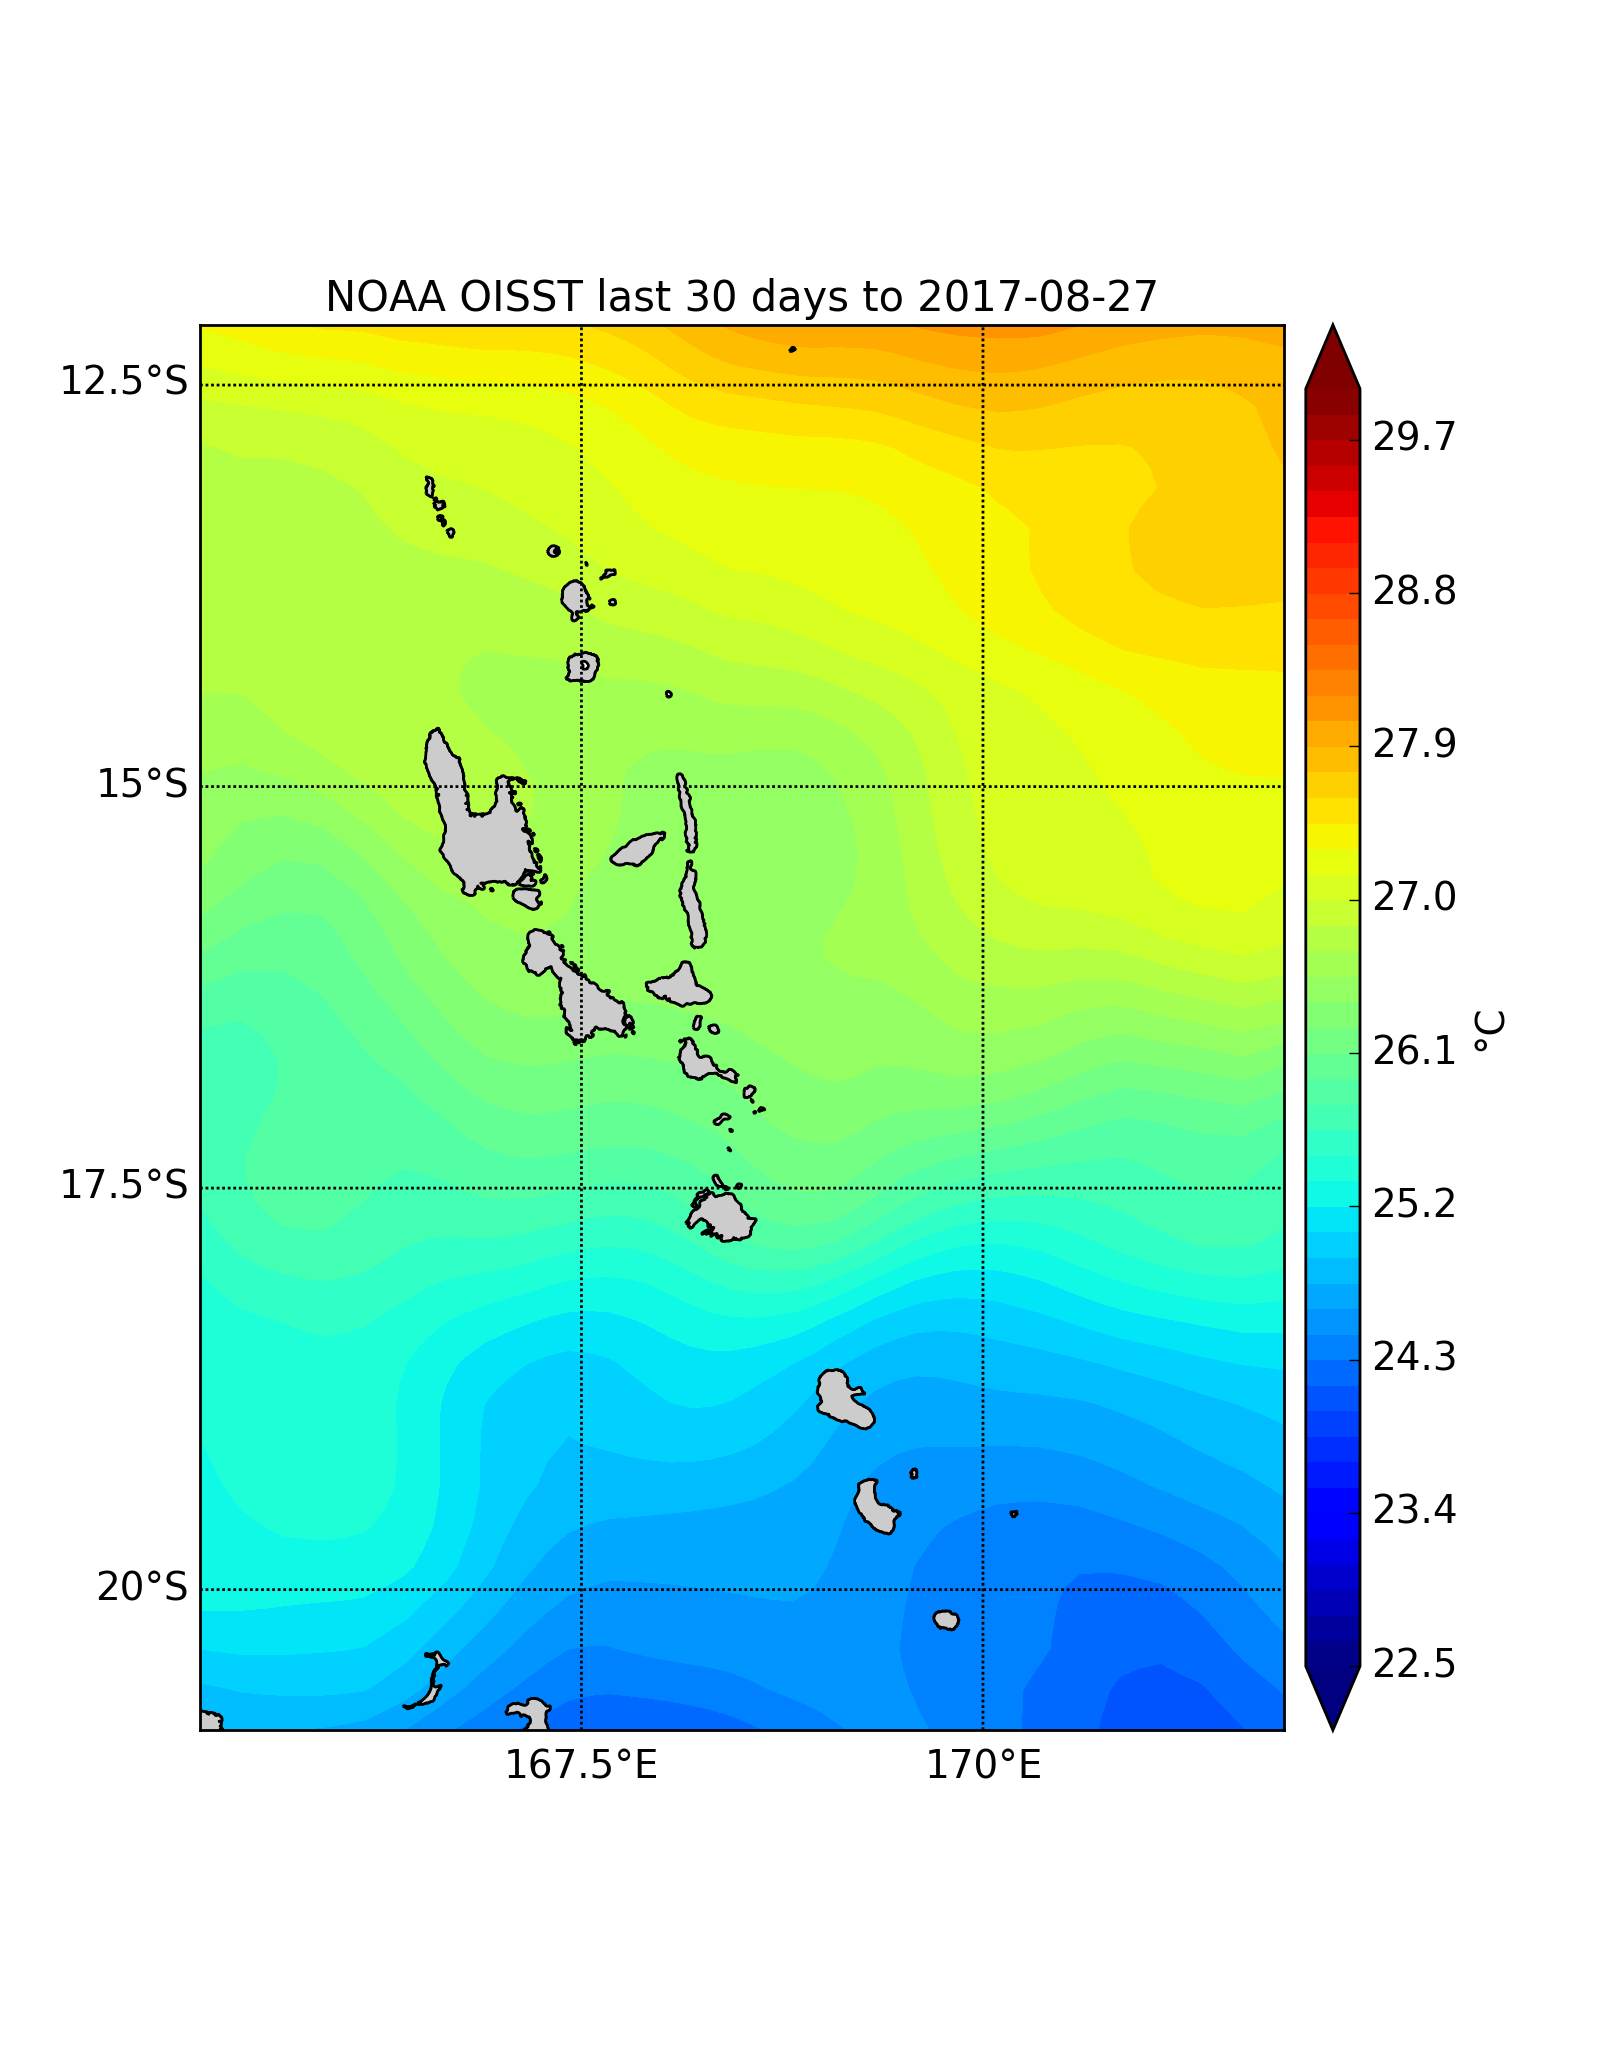 NOAA OISST last 30 days to 2017-08-27
12.5°S
15°S
17.5°S
20°S
167.5°E
170°E
29.7
28.8
27.9
27.0
26.1
25.2
24.3
23.4
22.5
°C